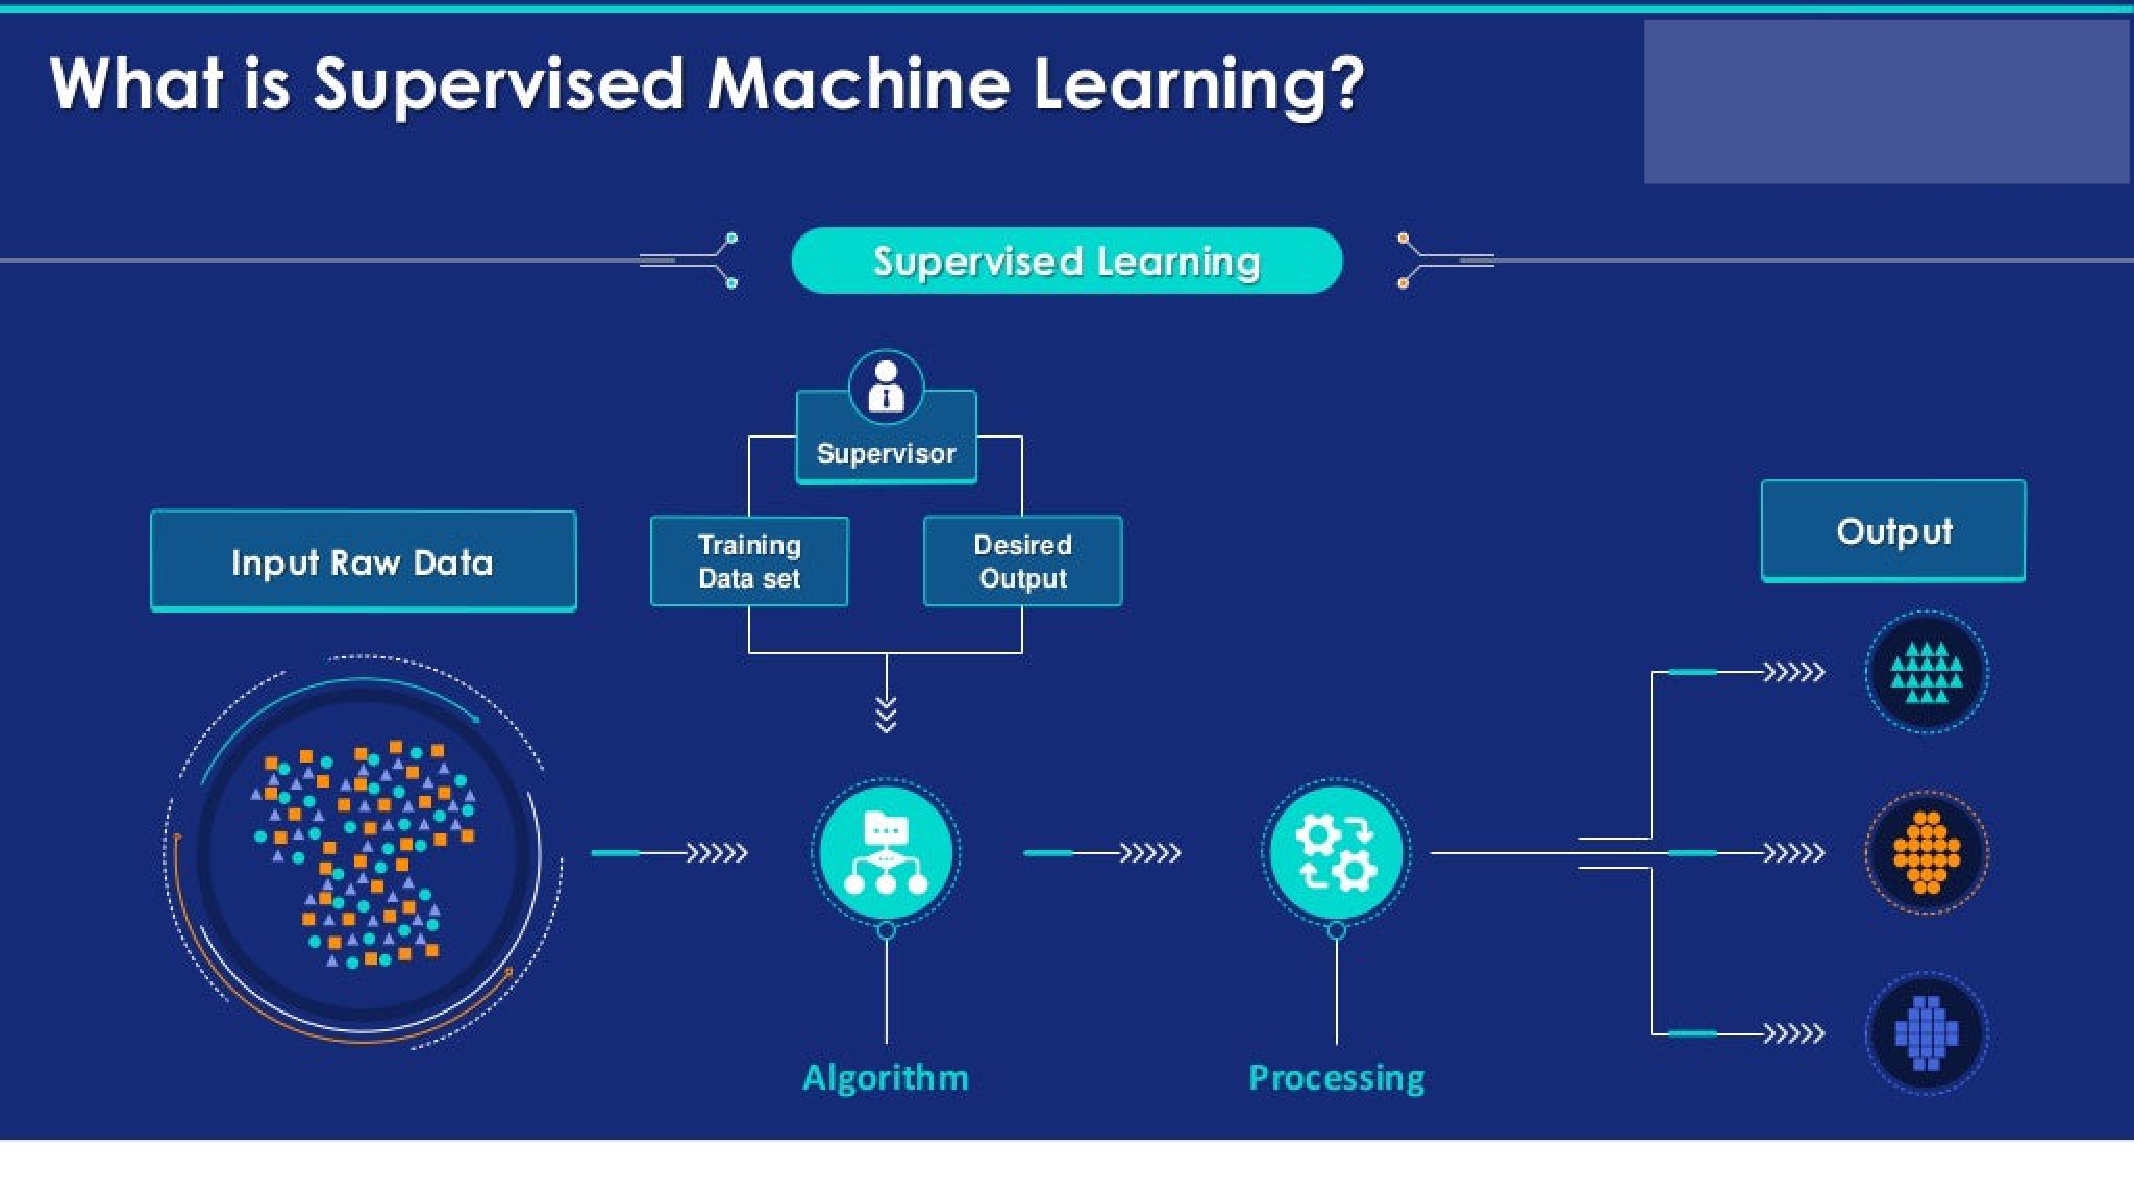 What is Supervised Machine Learning?
Supervised Learning
Supervisor
Training
Data set
Desired
Output
Input Raw Data
Output
Algorithm
Processing